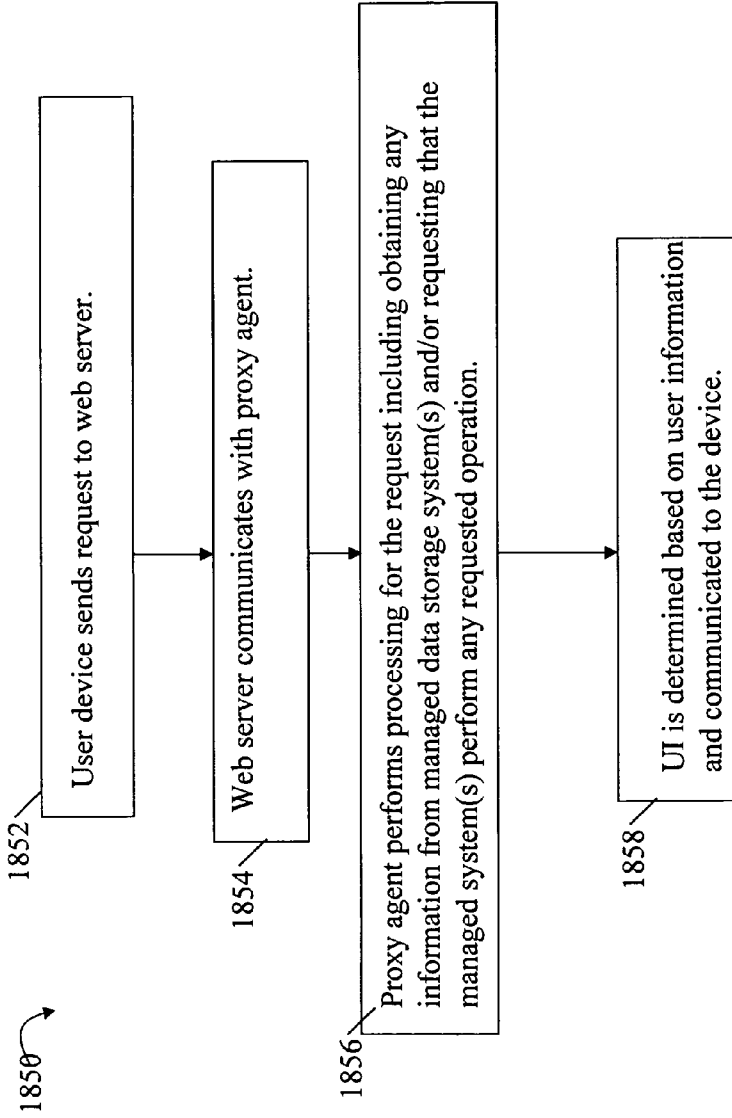 1850
1852
User device sends request to web server.
1854
Web server communicates with proxy agent.
1856
Proxy agent performs processing for the request including obtaining any
information from managed data storage system(s) and/or requesting that the
managed system(s) perform any requested operation.
1858
UI is determined based on user information
and communicated to the device.